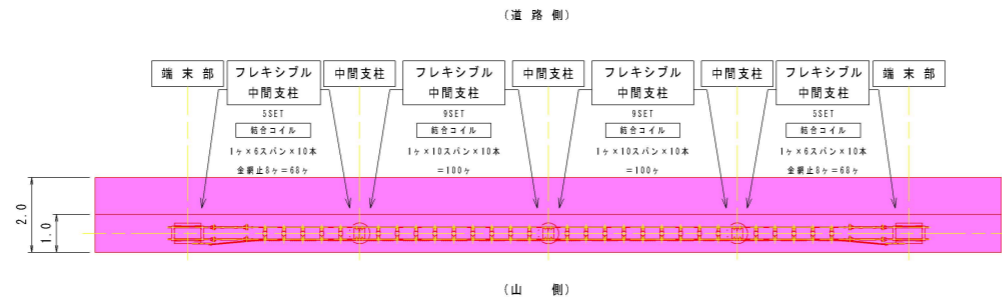 (道 路 側)
端 末 部
フレキシブル
中間支柱
中間支柱
フレキシブル
中間支柱
中間支柱
フレキシブル
中間支柱
中間支柱
フレキシブル
中間支柱
端 末 部
5SET
9SET
9SET
5SET
結合コイル
結合コイル
結合コイル
結合コイル
1ヶ×6スパン×10本
1ヶ×10スパン×10本
1ヶ×10スパン×10本
1ヶ×6スパン×10本
金網止8ヶ=68ヶ
=100ヶ
=100ヶ
金網止8ヶ=68ヶ
2.0
1.0
(山 側)